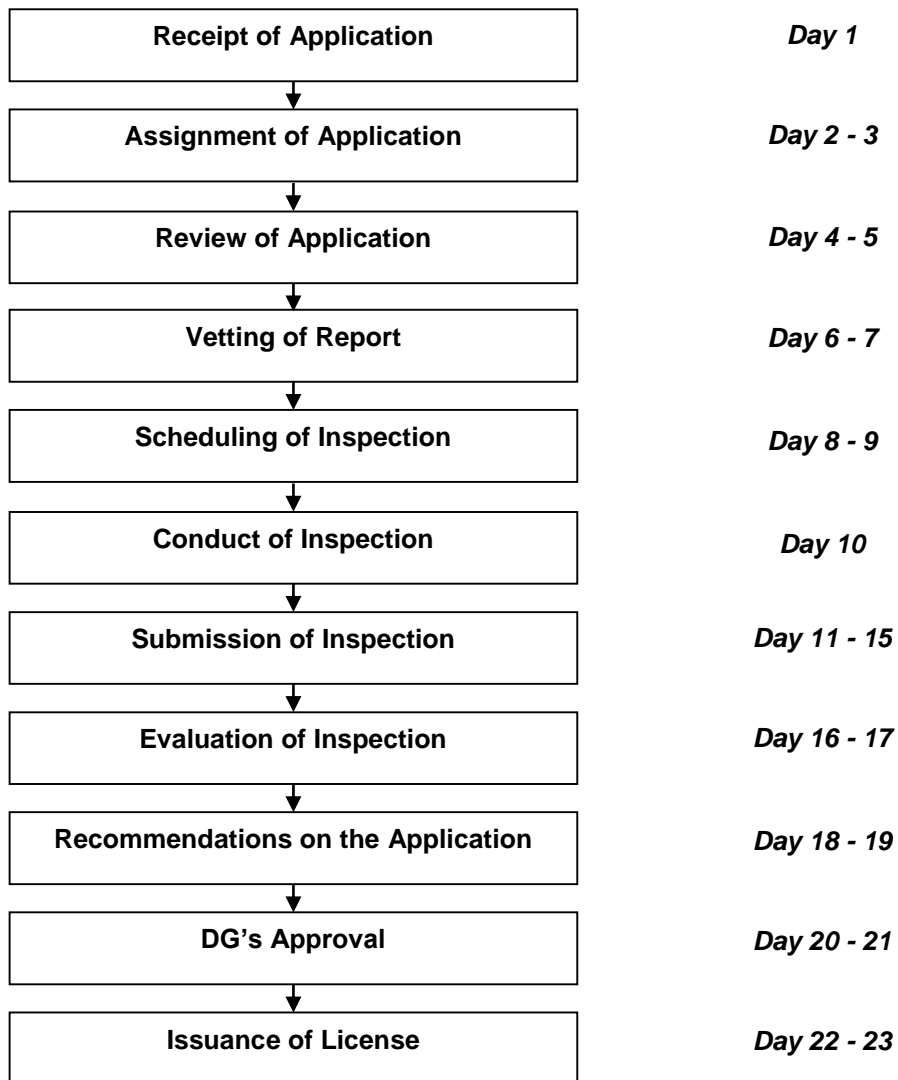 Receipt of Application Day 1
Assignment of Application Day 2 - 3
Review of Application Day 4 - 5
Vetting of Report Day 6 - 7
Scheduling of Inspection Day 8 - 9
Conduct of Inspection Day 10
Submission of Inspection Day 11 - 15
Evaluation of Inspection Day 16 - 17
Recommendations on the Application Day 18 - 19
DG’s Approval Day 20 - 21
Issuance of License Day 22 - 23